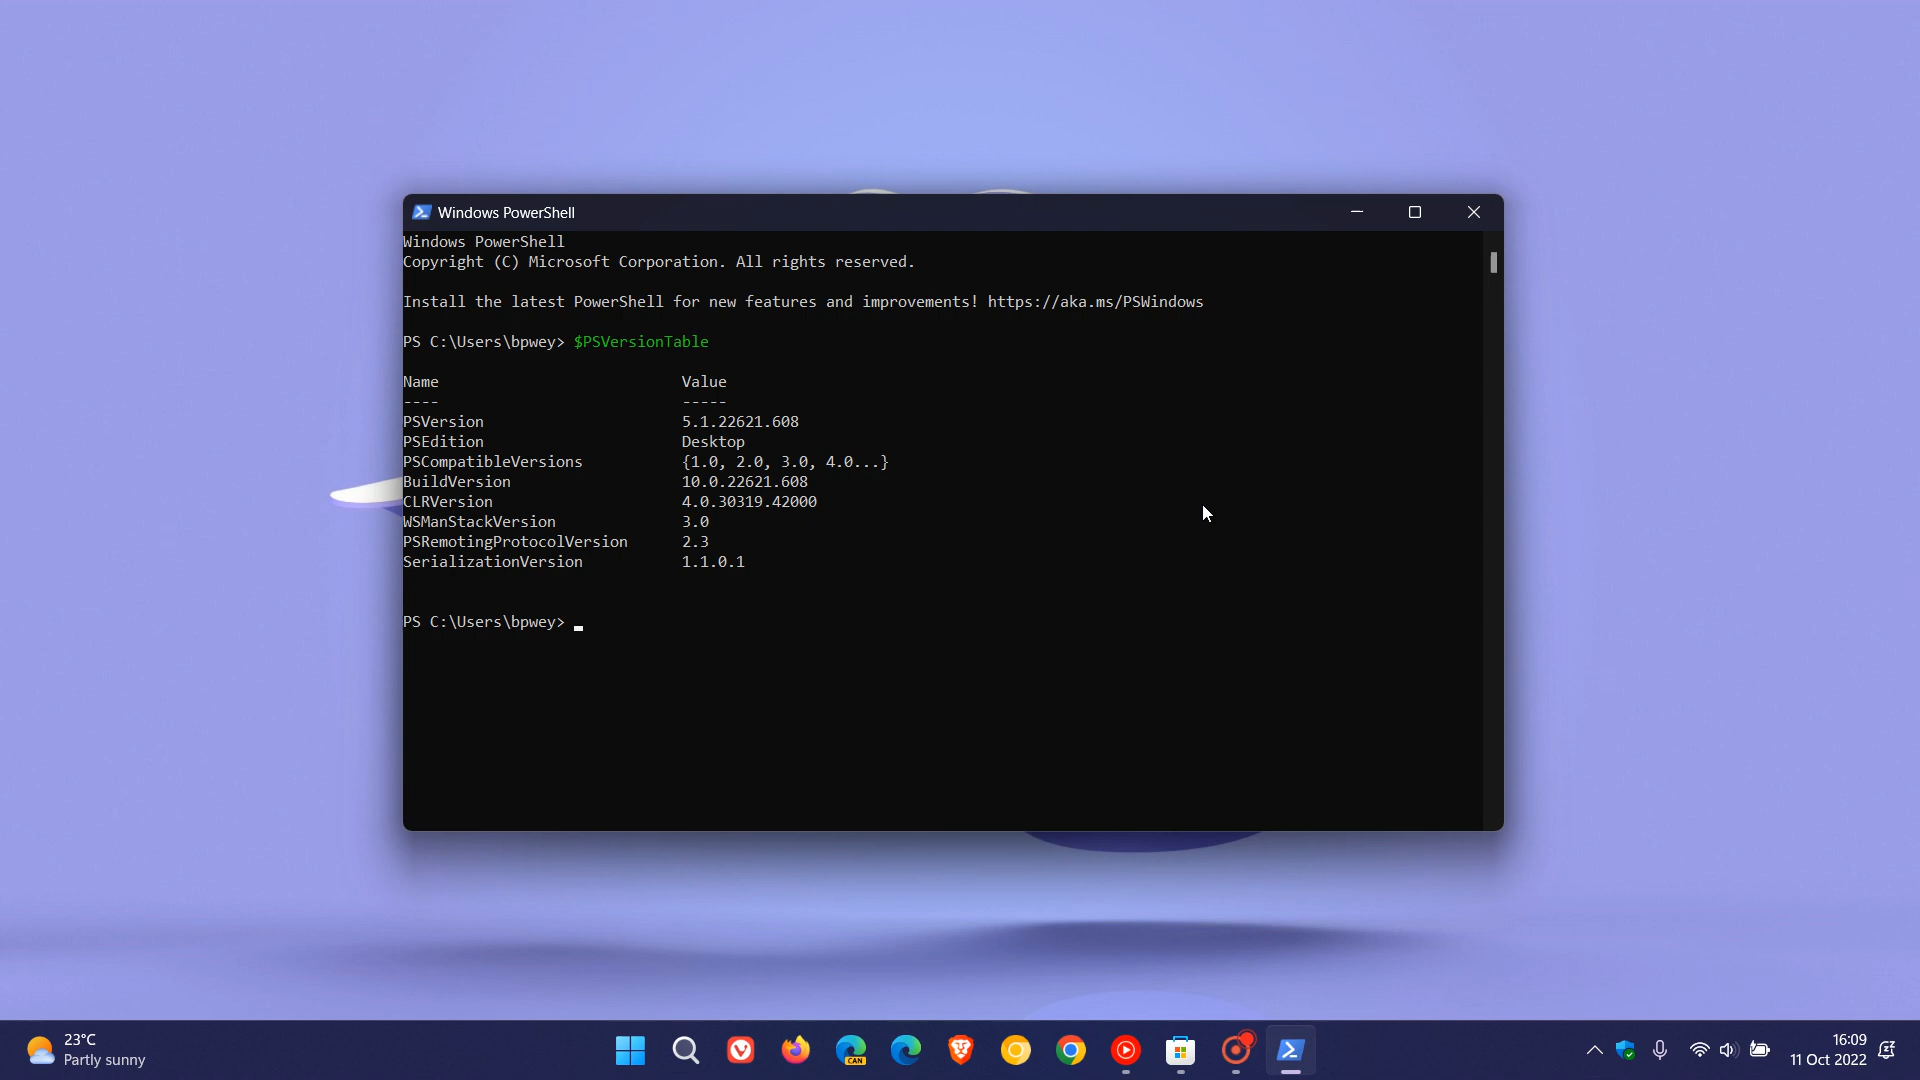 Windows PowerShell
Windows PowerShell
Copyright (C) Microsoft Corporation. All rights reserved.
Install the latest PowerShell for new features and improvements! https://aka.ms/PSWindows
PS C:\Users\bpwey> $PSVersionTable
Name Value
---- -----
PSVersion 5.1.22621.608
PSEdition Desktop
PSCompatibleVersions {1.0, 2.0, 3.0, 4.0...}
BuildVersion 10.0.22621.608
CLRVersion 4.0.30319.42000
WSManStackVersion 3.0
PSRemotingProtocolVersion 2.3
SerializationVersion 1.1.0.1
PS C:\Users\bpwey>
23°C
Partly sunny
CAN
16:09
11 Oct 2022